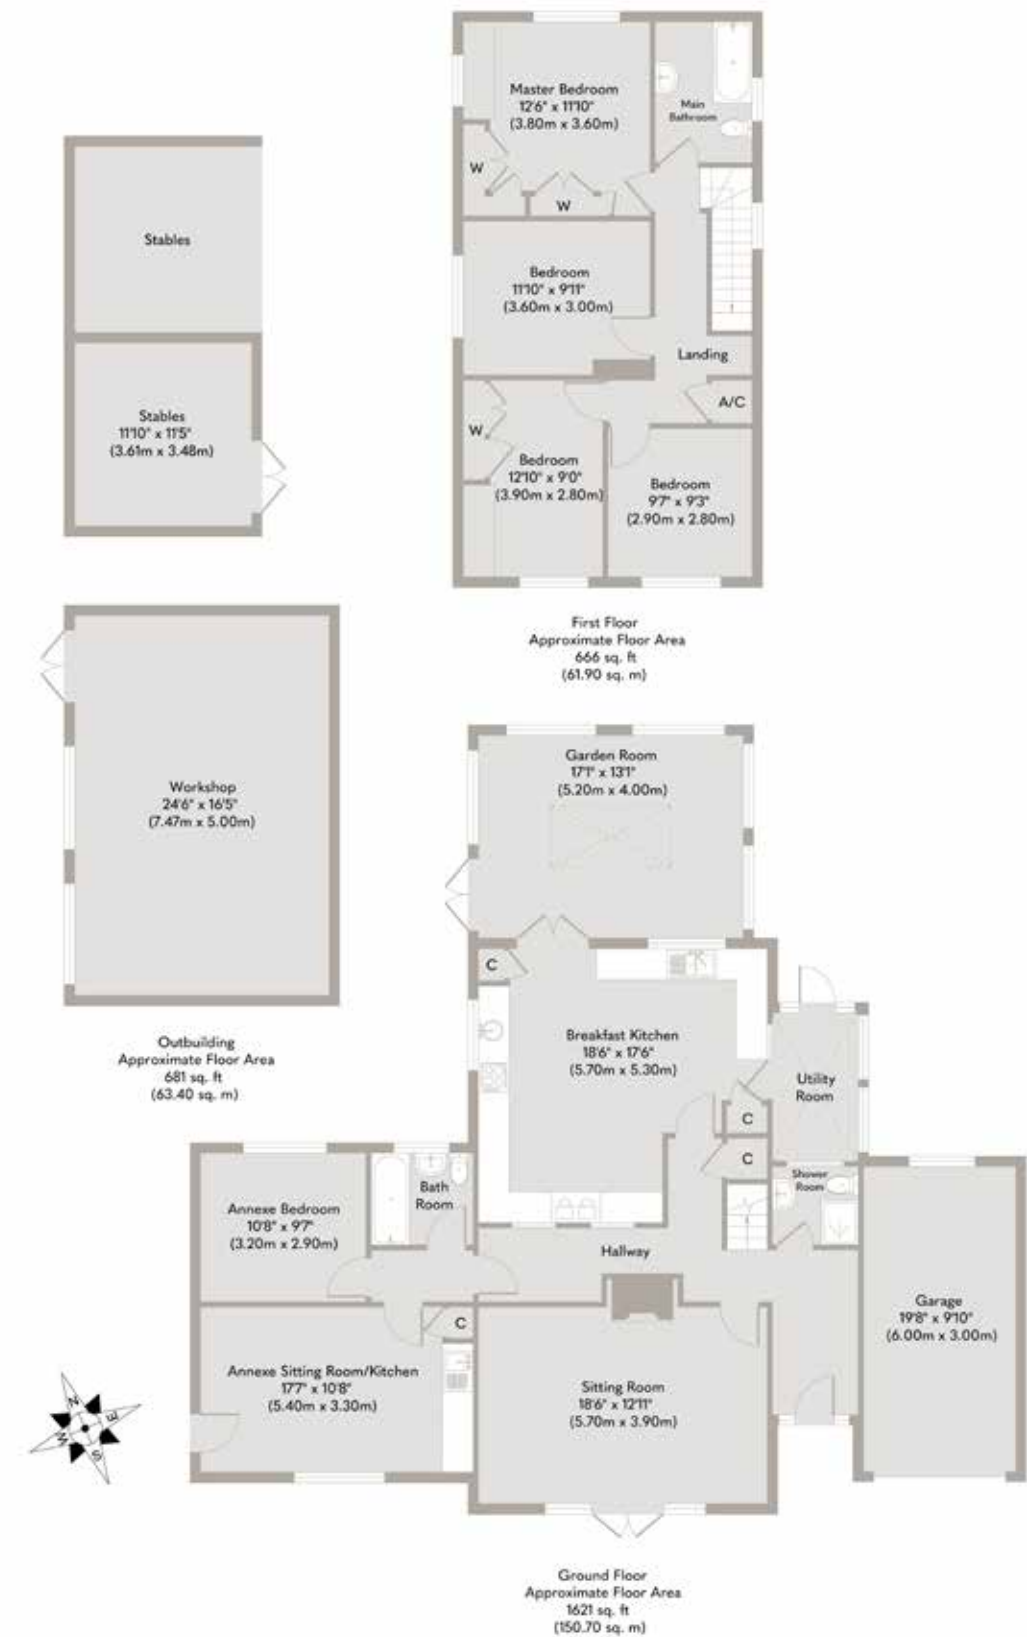 Master Bedroom
12'6" x 11'10"
(3.80m x 3.60m)
Main
Bathroom
W
W
Stables
Bedroom
11'10" x 9'11"
(3.60m x 3.00m)
Landing
Stables
11'10" x 11'5"
(3.61m x 3.48m)
A/C
W
Bedroom
12'10" x 9'0"
(3.90m x 2.80m)
Bedroom
9'7" x 9'3"
(2.90m x 2.80m)
First Floor
Approximate Floor Area
666 sq. ft
(61.90 sq. m)
Workshop
24'6" x 16'5"
(7.47m x 5.00m)
Outbuilding
Approximate Floor Area
681 sq. ft
(63.40 sq. m)
Garden Room
17'1" x 13'1"
(5.20m x 4.00m)
C
Breakfast Kitchen
18'6" x 17'6"
(5.70m x 5.30m)
Utility
Room
C
C
Shower
Room
Bath
Room
Annexe Bedroom
10'8" x 9'7"
(3.20m x 2.90m)
Hallway
Garage
19'8" x 9'10"
(6.00m x 3.00m)
C
Annexe Sitting Room/Kitchen
17'7" x 10'8"
(5.40m x 3.30m)
Sitting Room
18'6" x 12'11"
(5.70m x 3.90m)
N
E
W
S
Ground Floor
Approximate Floor Area
1621 sq. ft
(150.70 sq. m)